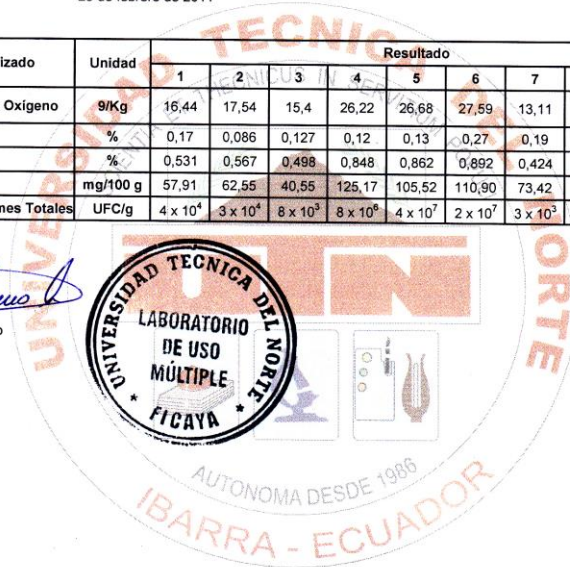 Resultado
izado Unidad 1 2 3 4 5 6 7
Oxigeno 9/Kg 16,44 17,54 15,4 26,22 26,68 27,59 13,11
% 0,17 0,086 0,127 0,12 0,13 0,27 0,19
% 0,531 0,567 0,498 0,848 0,862 0,892 0,424
mg/100 g 57,91 62,55 40,55 125,17 105,52 110,90 73,42
mes Totales UFC/g 4 x 10⁴ 3 x 10⁴ 8 x 10³ 8 x 10⁶ 4 x 10⁷ 2 x 10⁷ 3 x 10³
UNIVERSIDAD TECNICA DEL NORTE
UNIVERSIDAD TECNICA DEL NORTE
LABORATORIO
DE USO
MÚLTIPLE
* FICAYA *
UTN
AUTONOMA DESDE 1986
IBARRA - ECUADOR